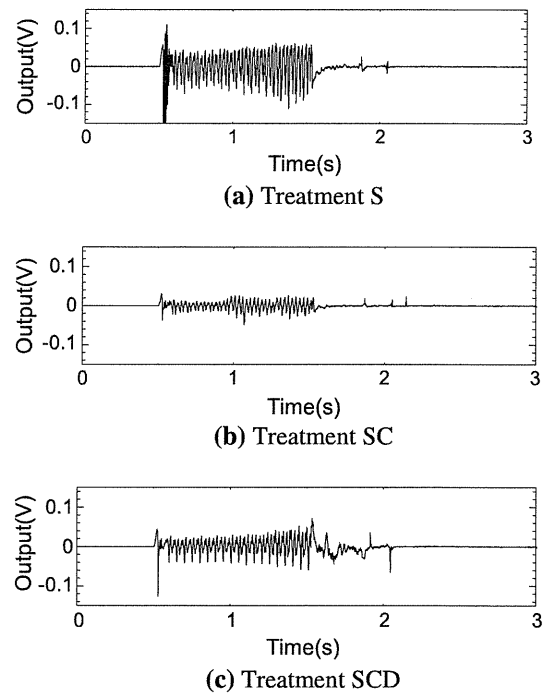 Output(V)
0.1
0
-0.1
0
1
2
3
Time(s)
(a) Treatment S
Output(V)
0.1
0
-0.1
0
1
2
3
Time(s)
(b) Treatment SC
Output(V)
0.1
0
-0.1
0
1
2
3
Time(s)
(c) Treatment SCD